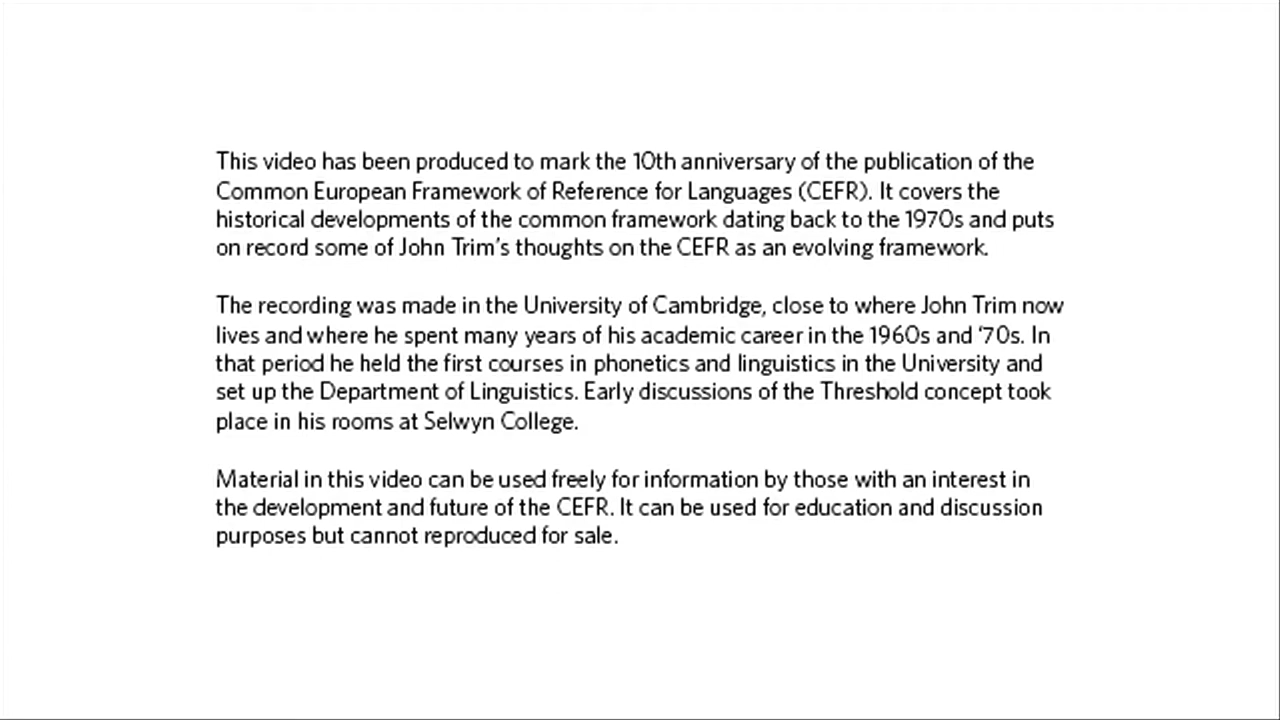 This video has been produced to mark the 10th anniversary of the publication of the
Common European Framework of Reference for Languages (CEFR). It covers the
historical developments of the common framework dating back to the 1970s and puts
on record some of John Trim's thoughts on the CEFR as an evolving framework.
The recording was made in the University of Cambridge, close to where John Trim now
lives and where he spent many years of his academic career in the 1960s and ‘70s. In
that period he held the first courses in phonetics and linguistics in the University and
set up the Department of Linguistics. Early discussions of the Threshold concept took
place in his rooms at Selwyn College.
Material in this video can be used freely for information by those with an interest in
the development and future of the CEFR. It can be used for education and discussion
purposes but cannot reproduced for sale.